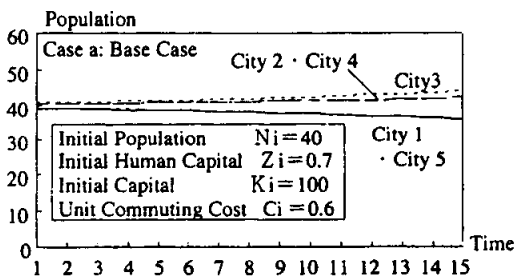 Population
60
Case a: Base Case
City 2 · City 4
50
City3
40
Initial Population Ni=40
City 1
30
Initial Human Capital Zi=0.7
· City 5
20
Initial Capital Ki=100
10
Unit Commuting Cost Ci=0.6
0
Time
1 2 3 4 5 6 7 8 9 10 11 12 13 14 15